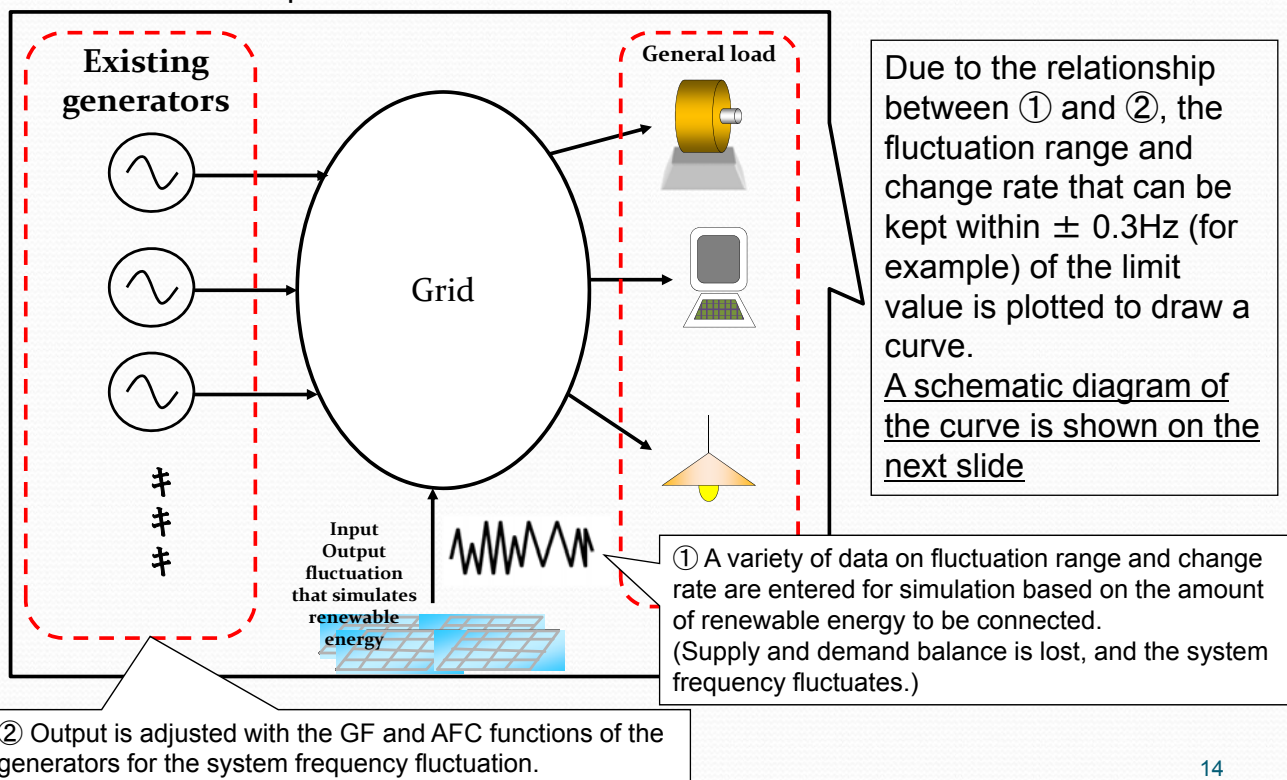 Existing
generators
General load
Grid
キ
キ
キ
Input
Output
fluctuation
that simulates
renewable
energy
Due to the relationship
between ① and ②, the
fluctuation range and
change rate that can be
kept within ± 0.3Hz (for
example) of the limit
value is plotted to draw a
curve.
A schematic diagram of
the curve is shown on the
next slide
① A variety of data on fluctuation range and change
rate are entered for simulation based on the amount
of renewable energy to be connected.
(Supply and demand balance is lost, and the system
frequency fluctuates.)
② Output is adjusted with the GF and AFC functions of the
generators for the system frequency fluctuation.
14